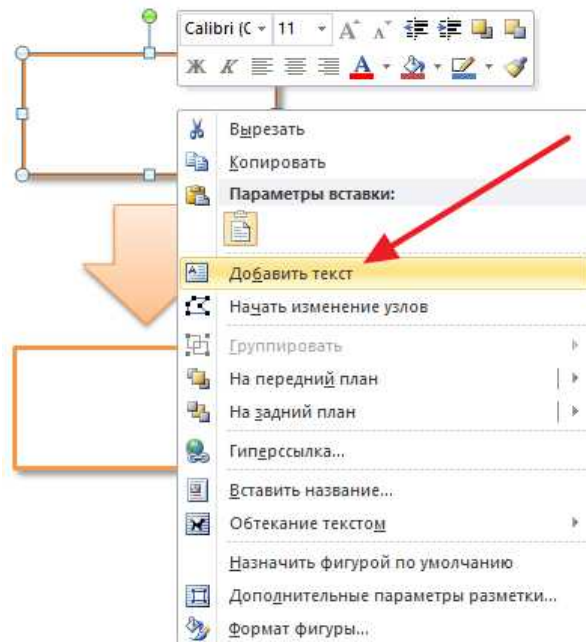 Calibri (С 11
Ж К
Вырезать
Копировать
Параметры вставки:
Добавить текст
Начать изменение узлов
Группировать
На передний план
На задний план
Гиперссылка...
Вставить название...
Обтекание текстом
Назначить фигурой по умолчанию
Дополнительные параметры разметки...
Формат фигуры...